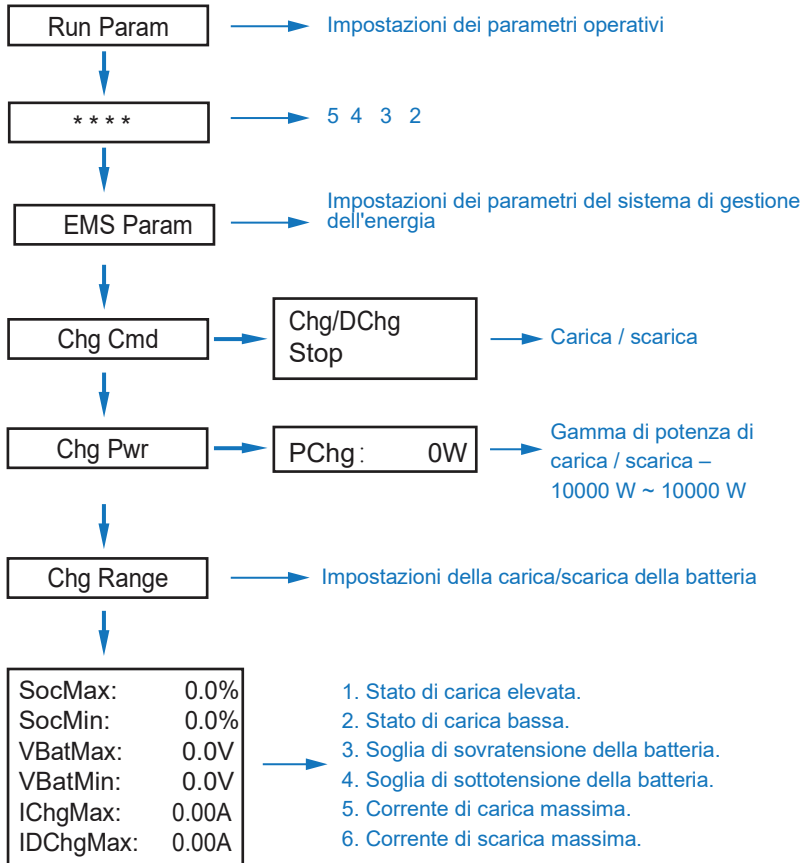 Run Param
Impostazioni dei parametri operativi
* * * *
5 4 3 2
EMS Param
Impostazioni dei parametri del sistema di gestione
dell'energia
Chg Cmd
Chg/DChg
Stop
Carica / scarica
Chg Pwr
PChg: 0W
Gamma di potenza di
carica / scarica –
10000 W ~ 10000 W
Chg Range
Impostazioni della carica/scarica della batteria
SocMax: 0.0%
SocMin: 0.0%
VBatMax: 0.0V
VBatMin: 0.0V
IChgMax: 0.00A
IDChgMax: 0.00A
1. Stato di carica elevata.
2. Stato di carica bassa.
3. Soglia di sovratensione della batteria.
4. Soglia di sottotensione della batteria.
5. Corrente di carica massima.
6. Corrente di scarica massima.